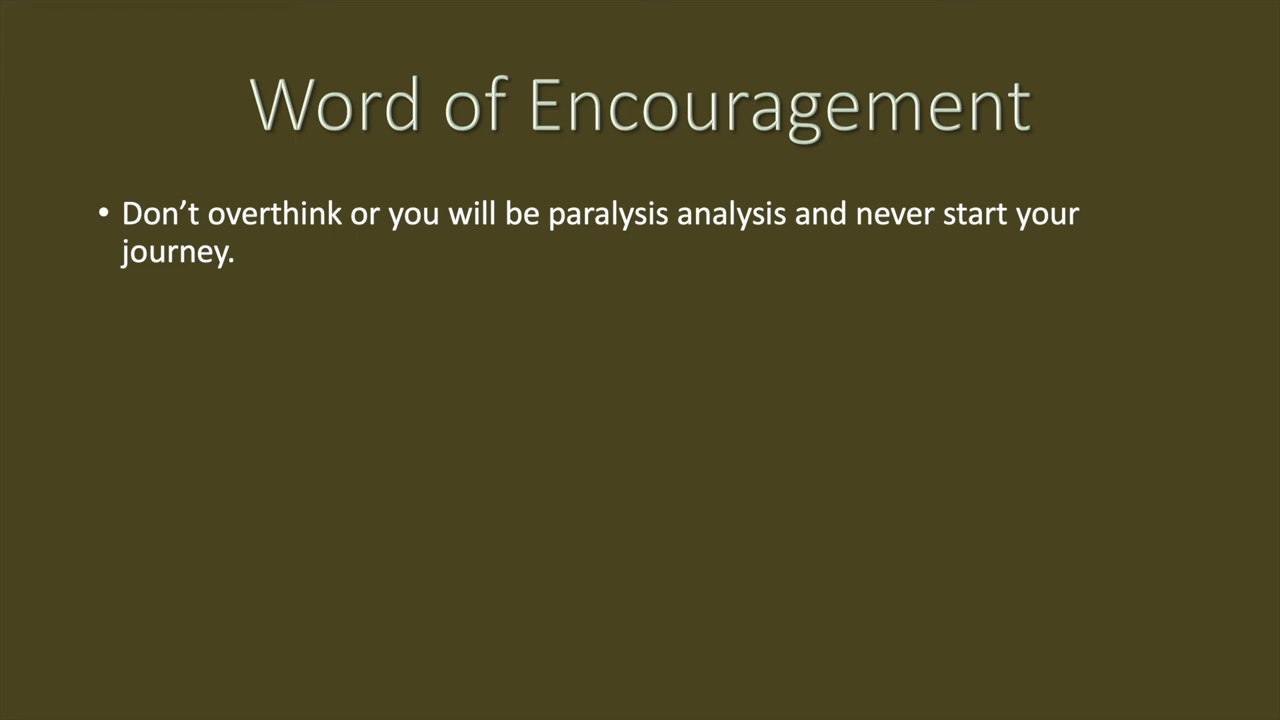 Word of Encouragement
• Don’t overthink or you will be paralysis analysis and never start your
journey.